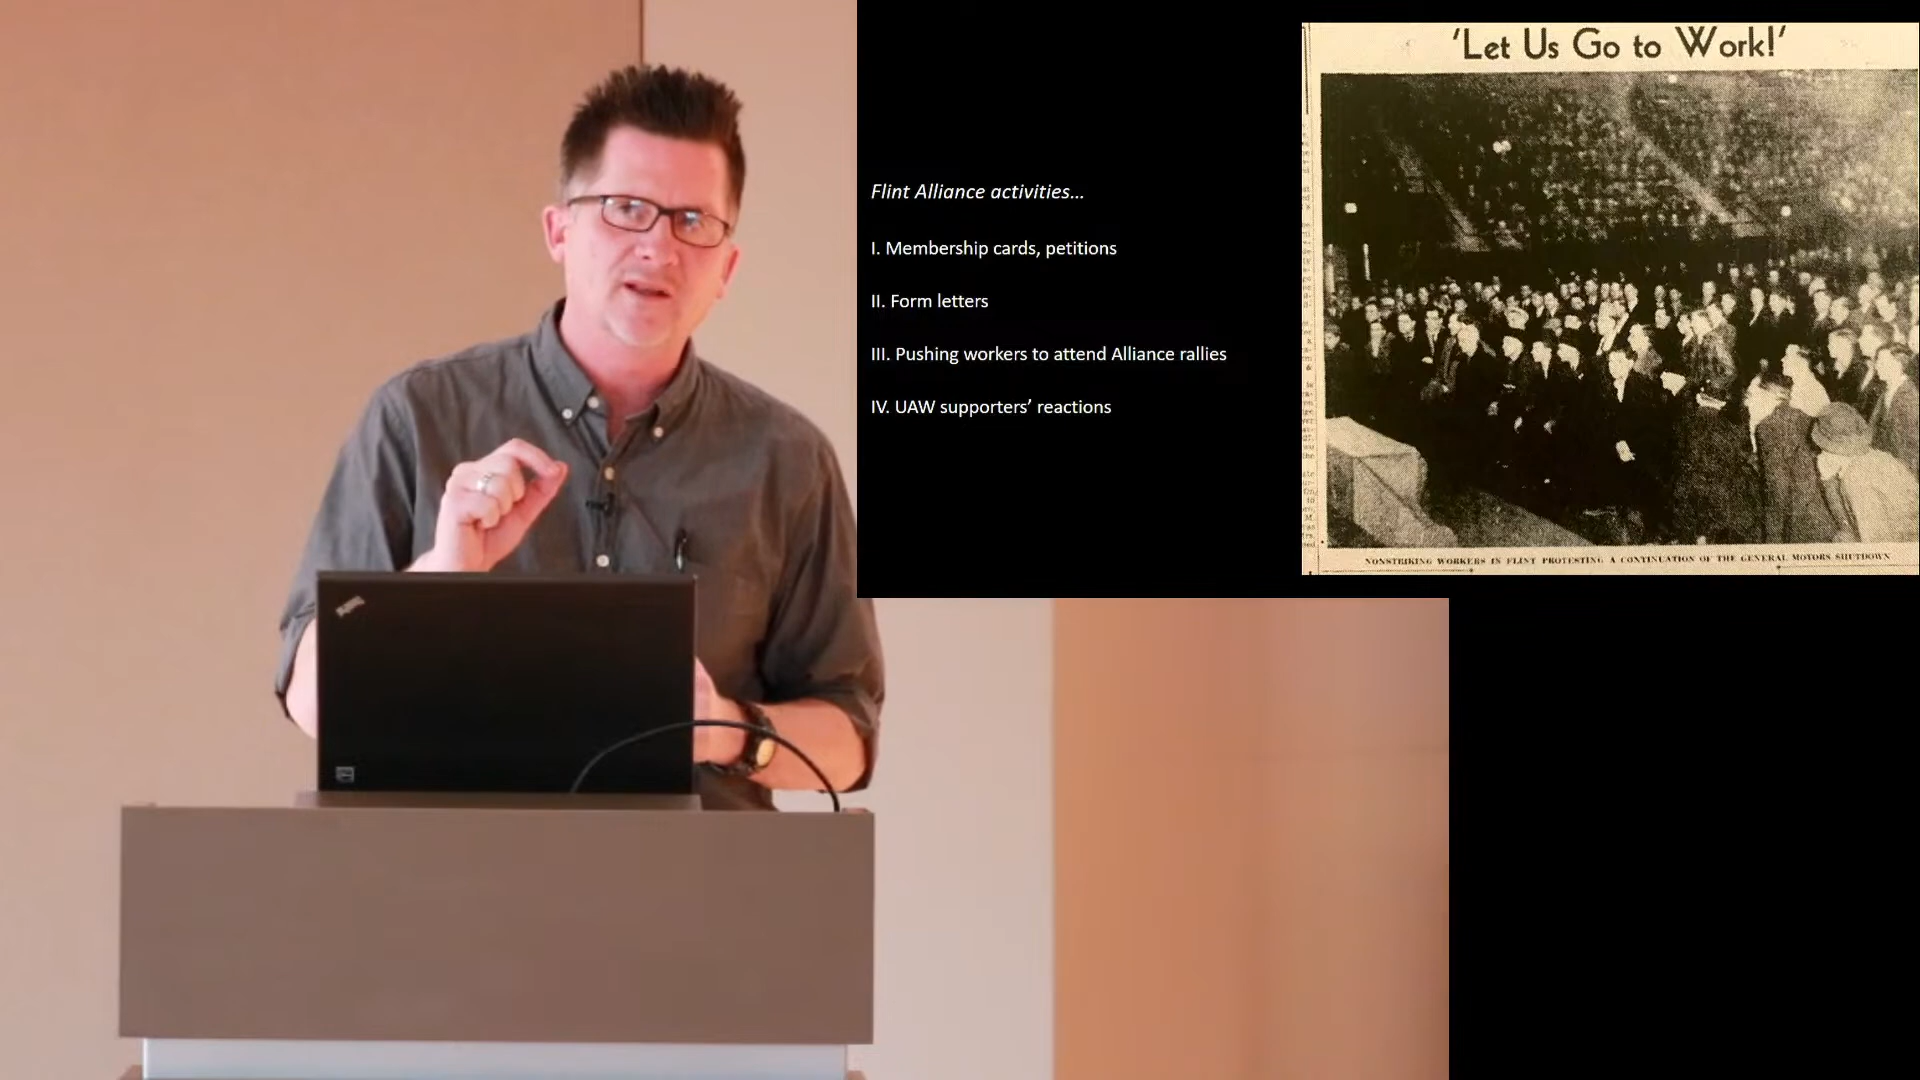 Flint Alliance activities...
I. Membership cards, petitions
II. Form letters
III. Pushing workers to attend Alliance rallies
IV. UAW supporters’ reactions
‘Let Us Go to Work!’
NONSTRIKING WORKERS IN FLINT PROTESTING A CONTINUATION OF THE GENERAL MOTORS SHUTDOWN